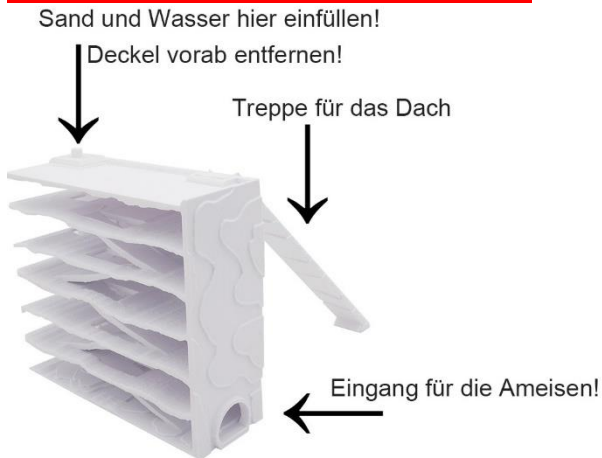 Sand und Wasser hier einfüllen!
Deckel vorab entfernen!
Treppe für das Dach
Eingang für die Ameisen!